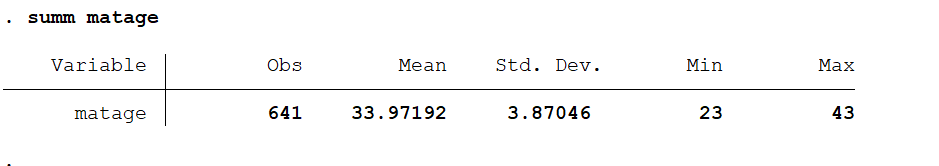 . summ matage
Variable | Obs Mean Std. Dev. Min Max
matage | 641 33.97192 3.87046 23 43
.